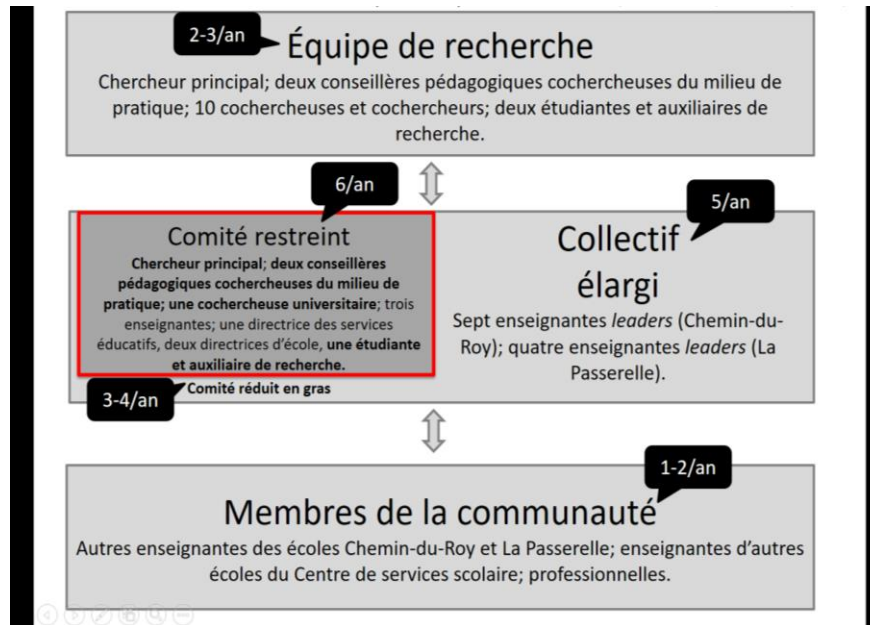 2-3/an
Équipe de recherche
Chercheur principal; deux conseillères pédagogiques cochercheuses du milieu de
pratique; 10 cochercheuses et cochercheurs; deux étudiantes et auxiliaires de
recherche.
6/an
Comité restreint
Chercheur principal; deux conseillères
pédagogiques cochercheuses du milieu de
pratique; une cochercheuse universitaire; trois
enseignantes; une directrice des services
éducatifs, deux directrices d'école, une étudiante
et auxiliaire de recherche.
3-4/an
Comité réduit en gras
5/an
Collectif
élargi
Sept enseignantes leaders (Chemin-du-
Roy); quatre enseignantes leaders (La
Passerelle).
1-2/an
Membres de la communauté
Autres enseignantes des écoles Chemin-du-Roy et La Passerelle; enseignantes d'autres
écoles du Centre de services scolaire; professionnelles.